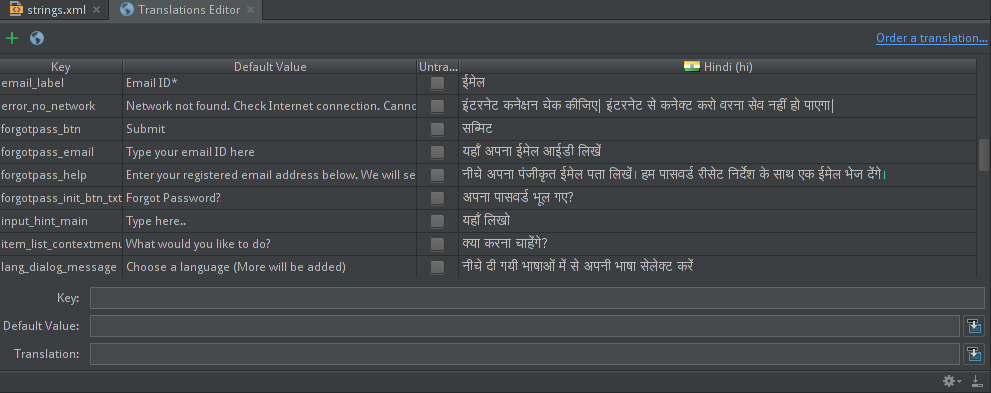 strings.xml Translations Editor
Order a translation...
Key Default Value Untra... Hindi (hi)
email_label Email ID* ईमेल
error_no_network Network not found. Check Internet connection. Canno इंटरनेट कनेक्षन चेक कीजिए| इंटरनेट से कनेक्ट करो वरना सेव नहीं हो पाएगा|
forgotpass_btn Submit सब्मिट
forgotpass_email Type your email ID here यहाँ अपना ईमेल आईडी लिखें
forgotpass_help Enter your registered email address below. We will se नीचे अपना पंजीकृत ईमेल पता लिखें। हम पासवर्ड रीसेट निर्देश के साथ एक ईमेल भेज देंगे।
forgotpass_init_btn_txt Forgot Password? अपना पासवर्ड भूल गए?
input_hint_main Type here.. यहाँ लिखो
item_list_contextmenu What would you like to do? क्या करना चाहेंगे?
lang_dialog_message Choose a language (More will be added) नीचे दी गयी भाषाओं में से अपनी भाषा सेलेक्ट करें
Key:
Default Value:
Translation: